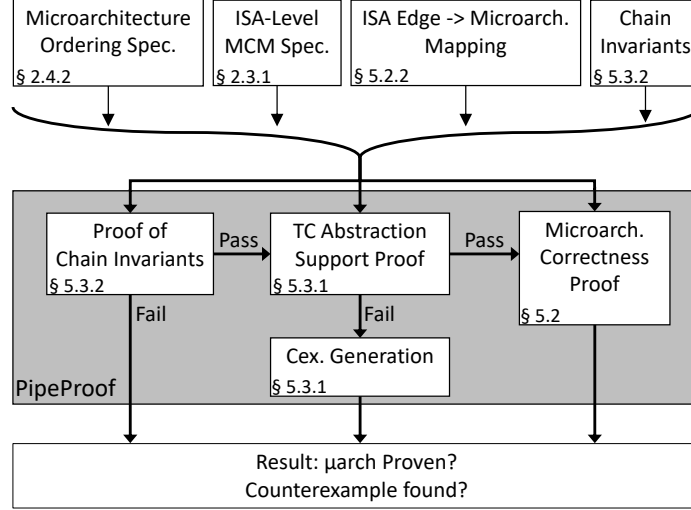 Microarchitecture
Ordering Spec.
§ 2.4.2
ISA-Level
MCM Spec.
§ 2.3.1
ISA Edge -> Microarch.
Mapping
§ 5.2.2
Chain
Invariants
§ 5.3.2
Proof of
Chain Invariants
§ 5.3.2
Pass
TC Abstraction
Support Proof
§ 5.3.1
Pass
Microarch.
Correctness
Proof
§ 5.2
Fail
Fail
Cex. Generation
§ 5.3.1
PipeProof
Result: μarch Proven?
Counterexample found?